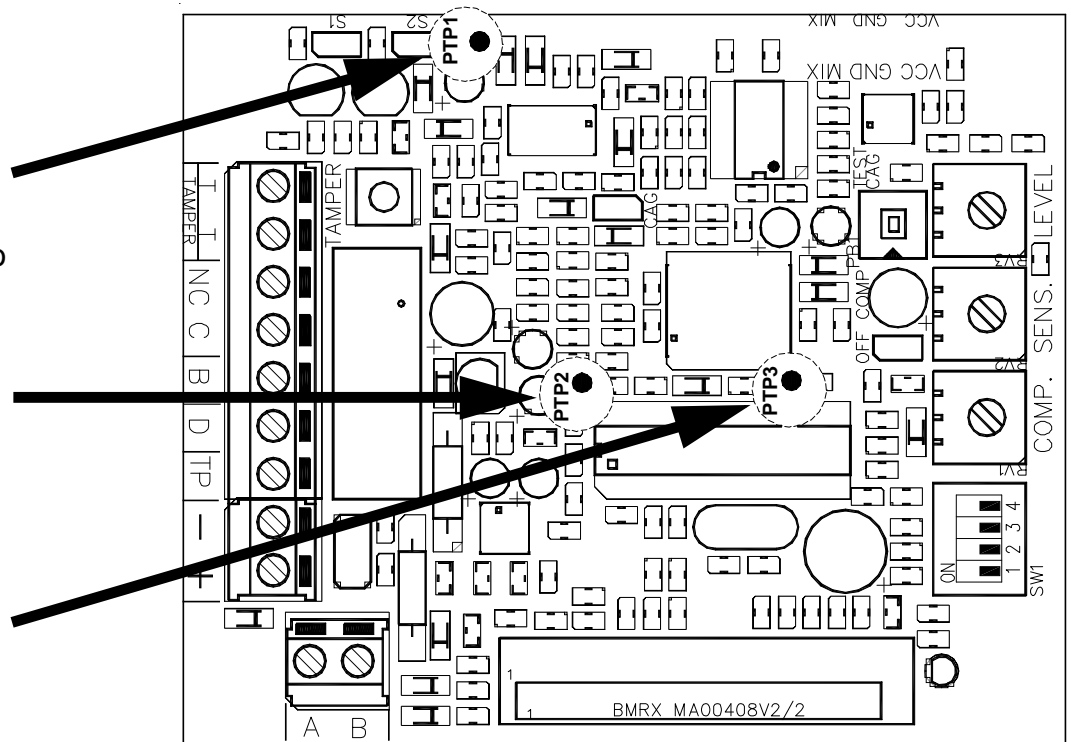 S1 S2 PTP1 VCC GND MIX
VCC GND MIX
TEST CAG
TAMPER
T T
TAMPER
CAG
LEVEL
RV3
PB1
NC
C
COMP
OFF
SENS.
RV2
B
PTP2
PTP3
D
COMP.
TP
RV1
–
+
ON
1 2 3 4
SW1
1
1
BMRX MA00408V2/2
A B